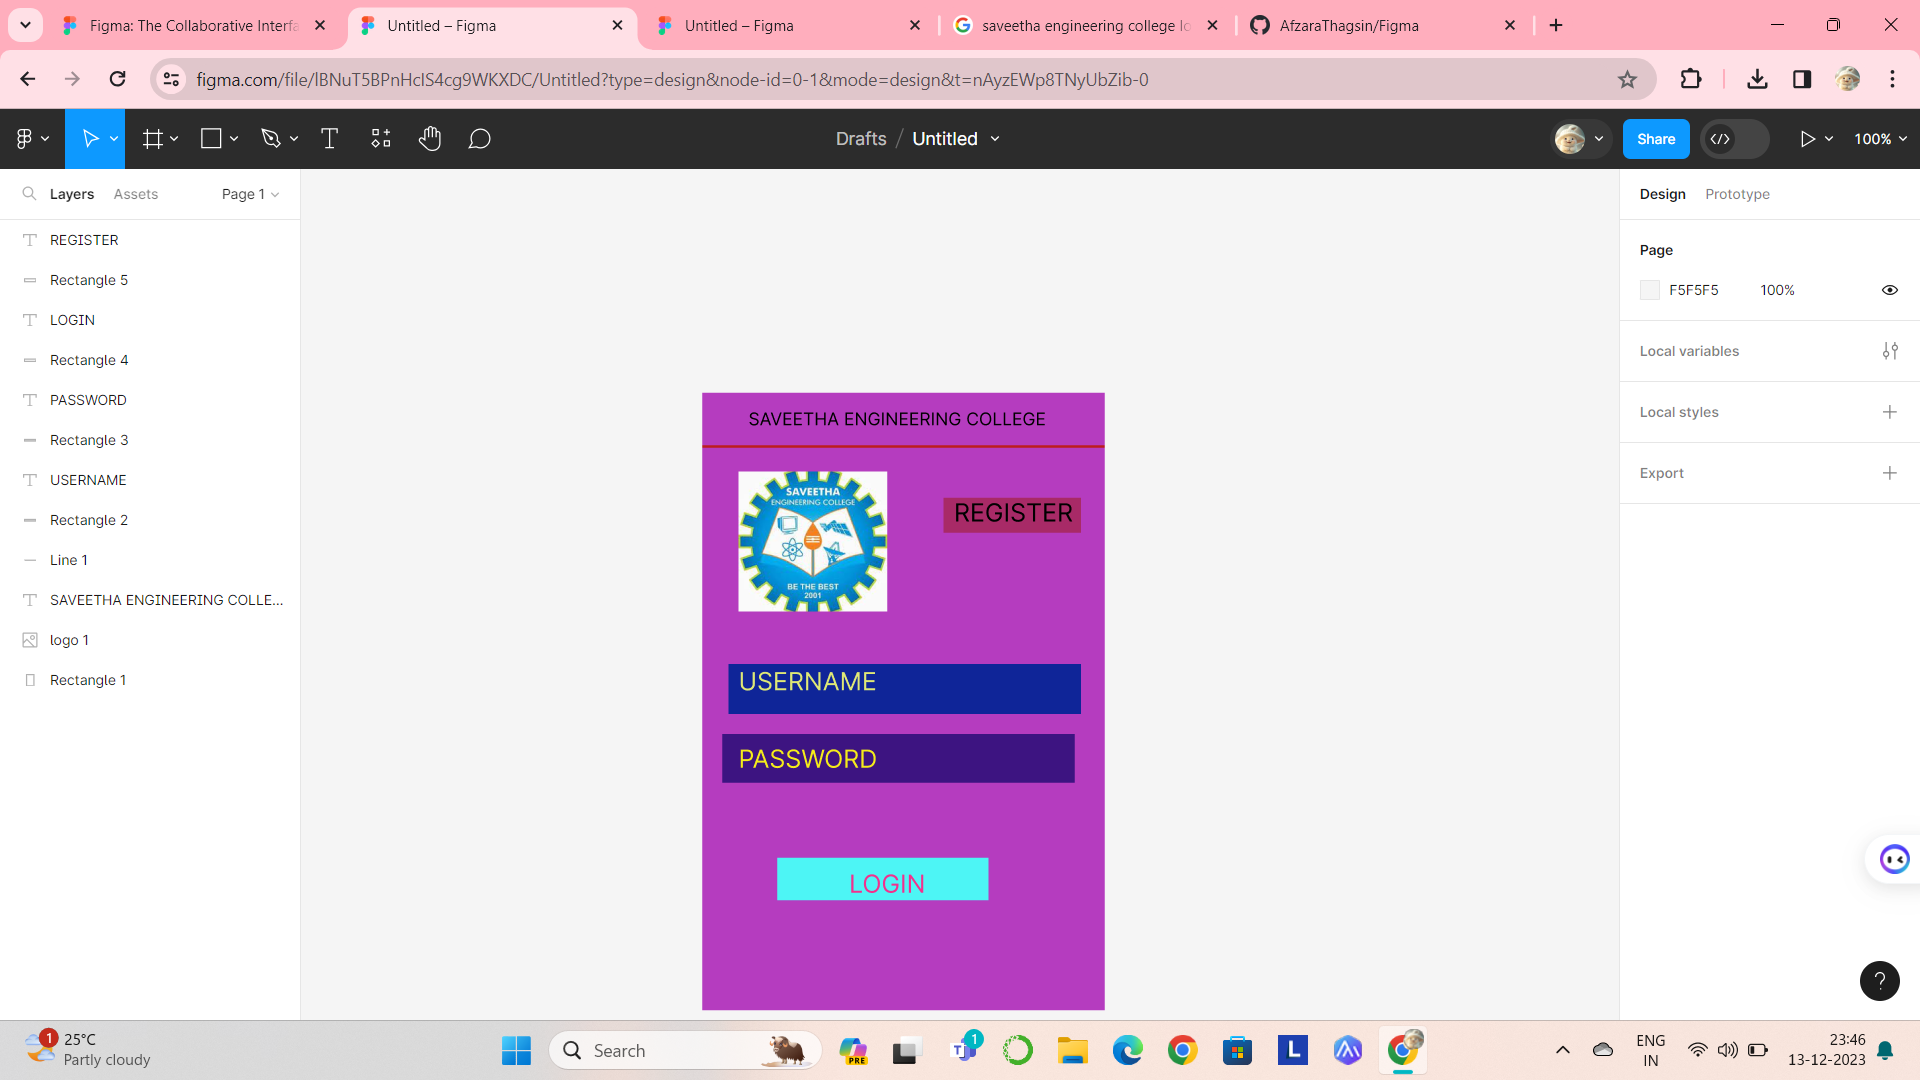 Figma: The Collaborative Interfa
Untitled – Figma
Untitled – Figma
saveetha engineering college lo
AfzaraThagsin/Figma
figma.com/file/lBNuT5BPnHcIS4cg9WKXDC/Untitled?type=design&node-id=0-1&mode=design&t=nAyzEWp8TNyUbZib-0
Drafts / Untitled
Share
100%
Layers
Assets
Page 1
REGISTER
Rectangle 5
LOGIN
Rectangle 4
PASSWORD
Rectangle 3
USERNAME
Rectangle 2
Line 1
SAVEETHA ENGINEERING COLLE...
logo 1
Rectangle 1
SAVEETHA ENGINEERING COLLEGE
SAVEETHA
ENGINEERING COLLEGE
BE THE BEST
2001
REGISTER
USERNAME
PASSWORD
LOGIN
Design
Prototype
Page
F5F5F5
100%
Local variables
Local styles
Export
?
1
25°C
Partly cloudy
Search
PRE
T
1
L
ENG
IN
23:46
13-12-2023